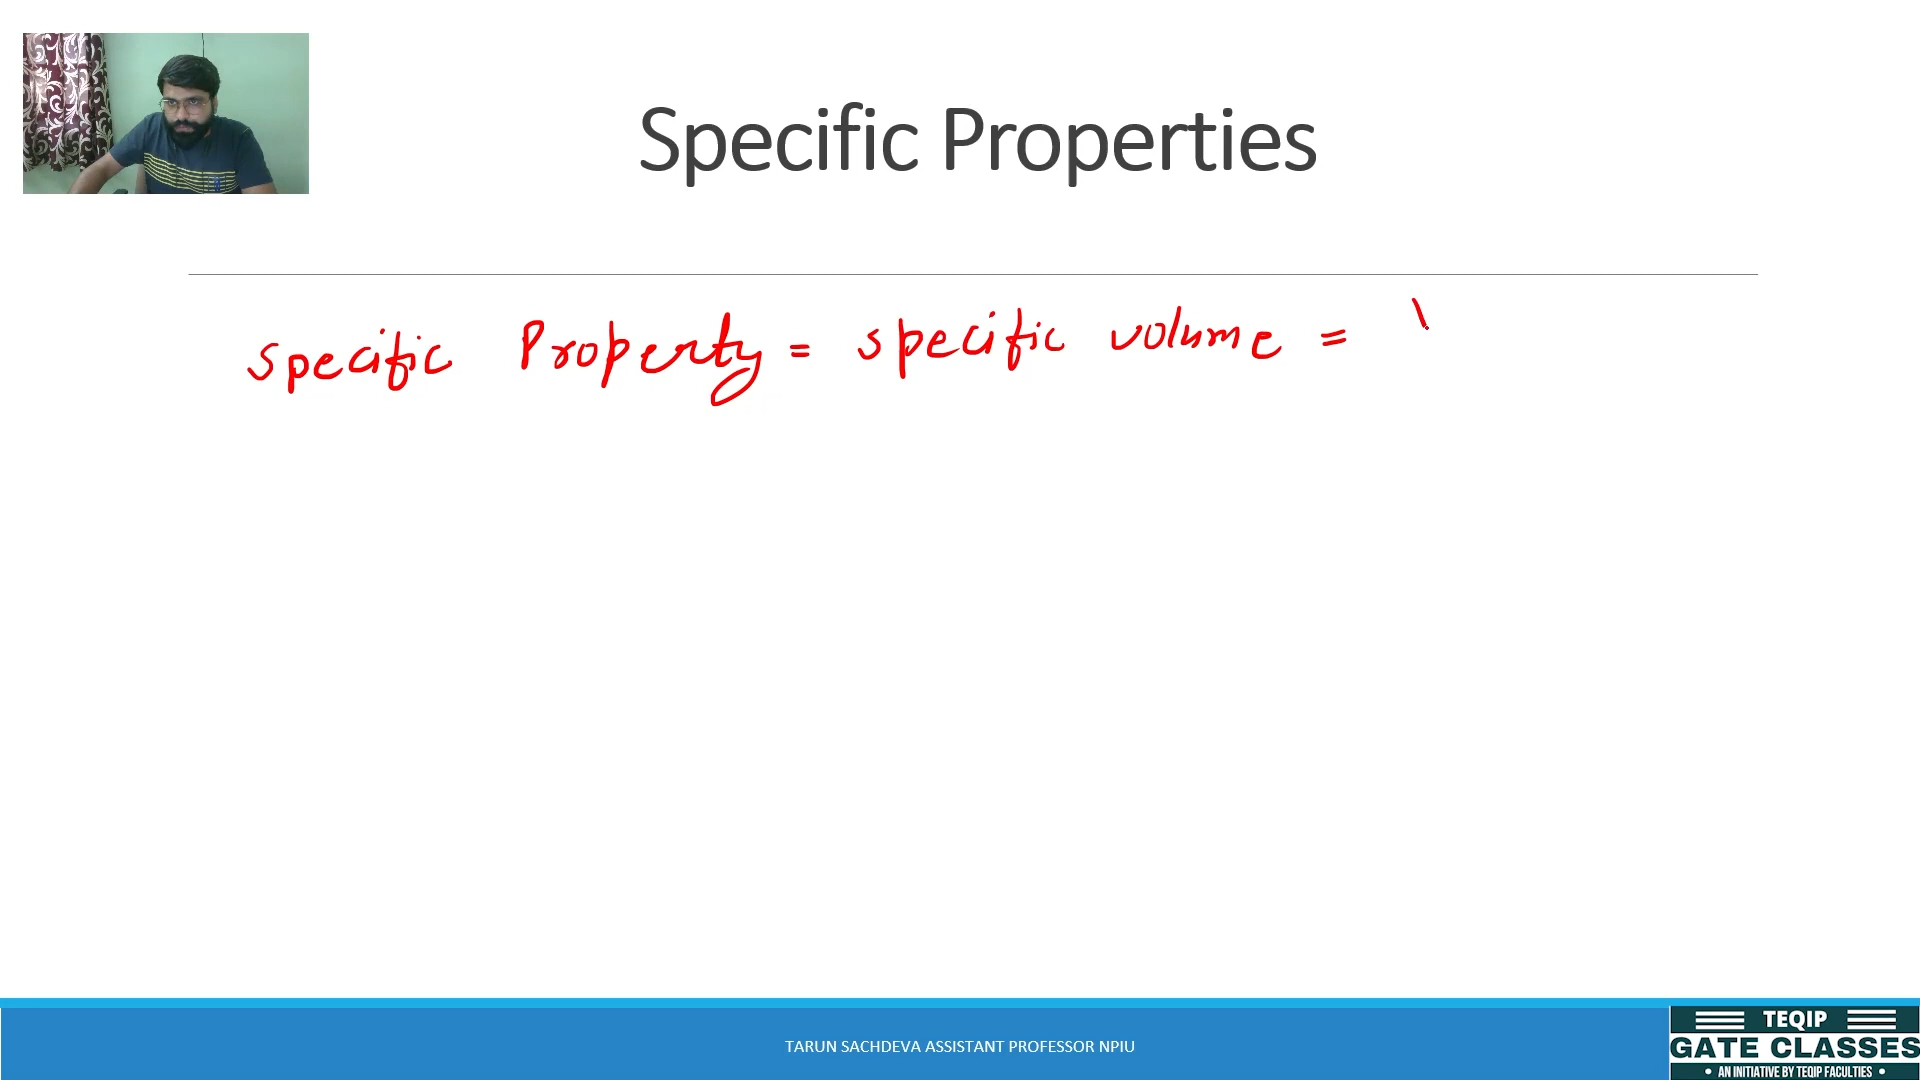 Specific Properties
specific Property = specific volume =
TARUN SACHDEVA ASSISTANT PROFESSOR NPIU
TEQIP
GATE CLASSES
• AN INITIATIVE BY TEQIP FACULTIES •